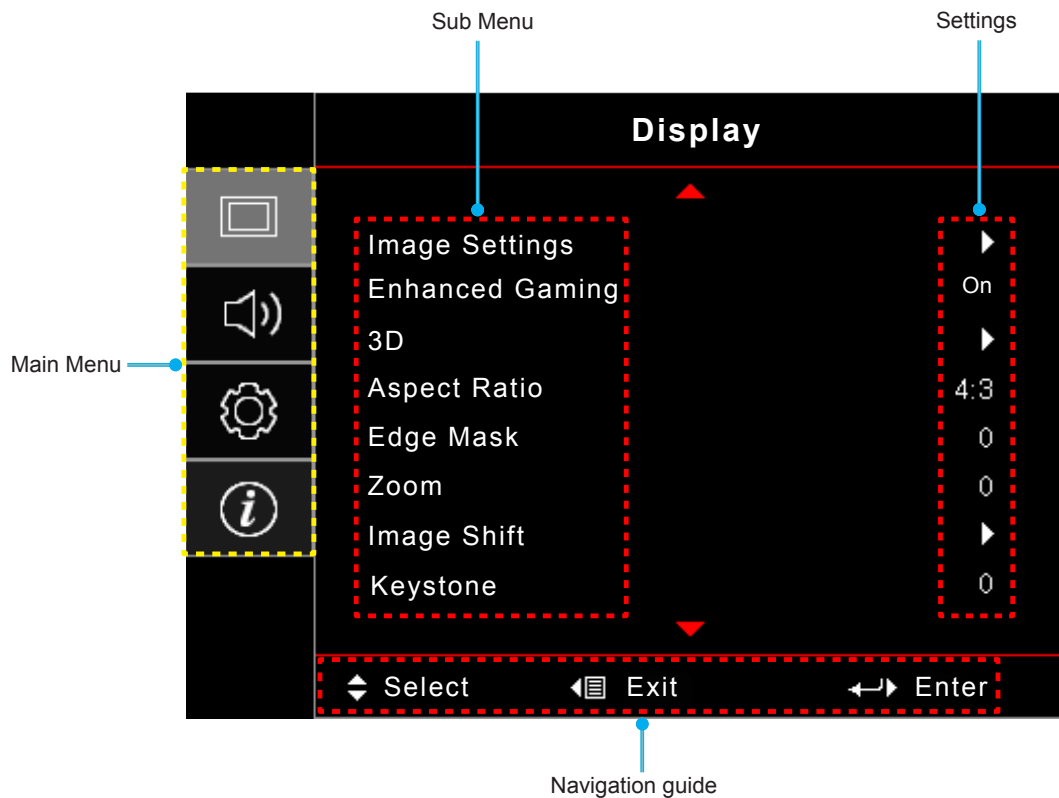 Sub Menu
Settings
Display
Image Settings
Enhanced Gaming
On
3D
Aspect Ratio
4:3
Edge Mask
0
Zoom
0
Image Shift
Keystone
0
Main Menu
Select
Exit
Enter
Navigation guide